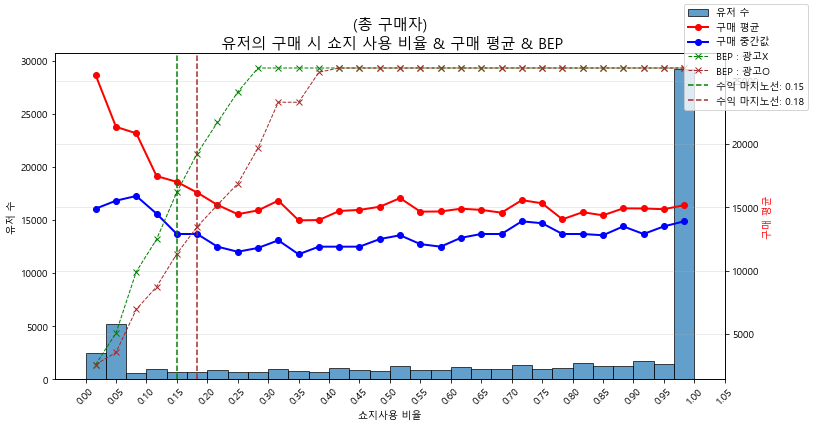 (총 구매자)
유저의 구매 시 쇼지 사용 비율 & 구매 평균 & BEP
유저 수
구매 평균
구매 중간값
BEP : 광고X
BEP : 광고O
수익 마지노선: 0.15
수익 마지노선: 0.18
30000
25000
20000
15000
10000
5000
0
유저 수
20000
15000
10000
5000
구매 평균
0.00
0.05
0.10
0.15
0.20
0.25
0.30
0.35
0.40
0.45
0.50
0.55
0.60
0.65
0.70
0.75
0.80
0.85
0.90
0.95
1.00
1.05
쇼지사용 비율